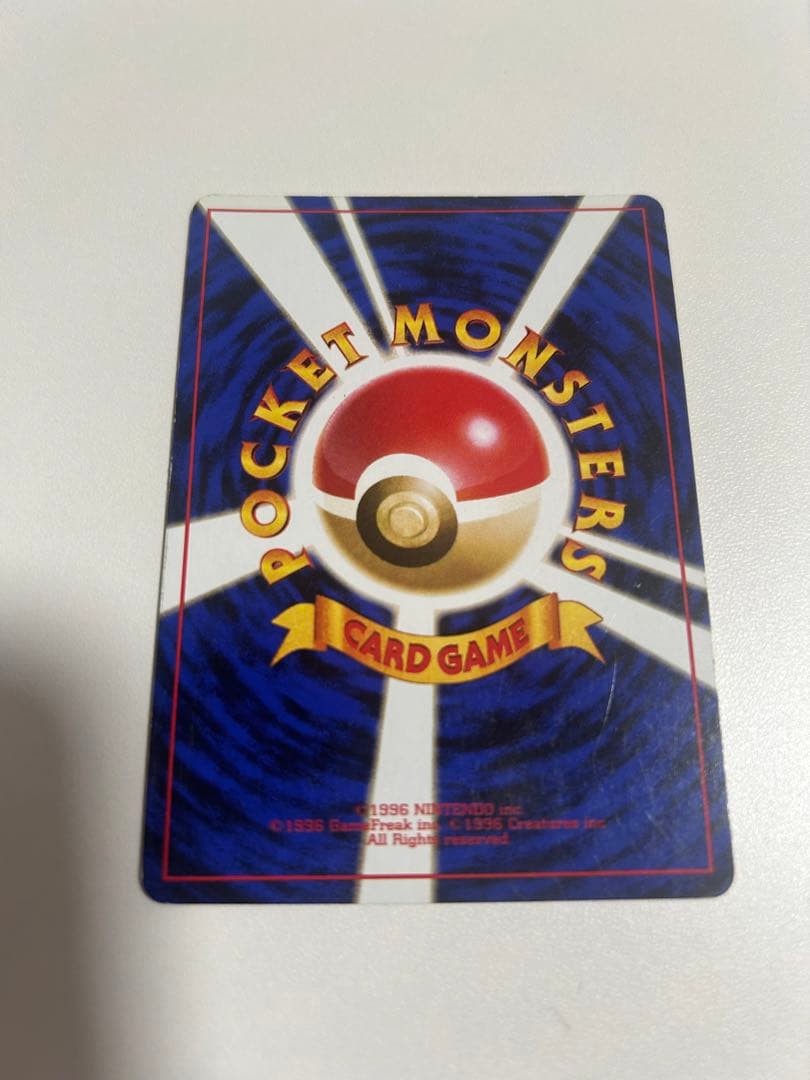 POCKET MONSTERS
CARD GAME
©1996 NINTENDO inc.
©1996 GameFreak inc. ©1996 Creatures inc.
All Rights reserved.